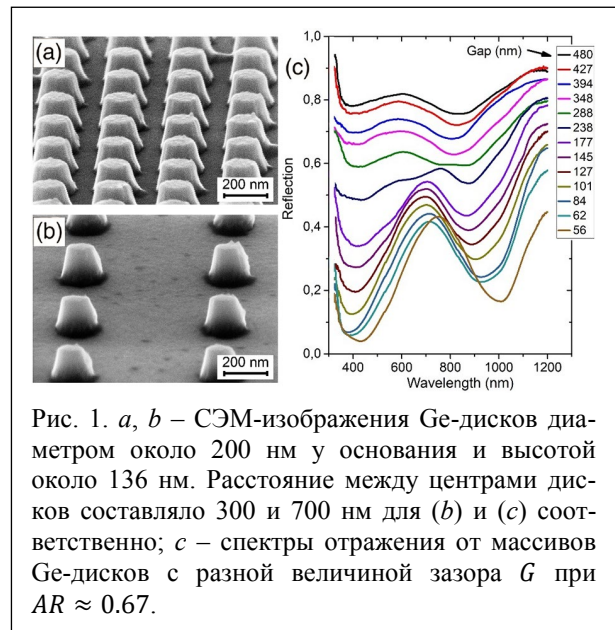 (a)
200 nm
(b)
200 nm
(c)
Gap (nm)
480
427
394
348
288
238
177
145
127
101
84
62
56
Reflection
1,0
0,8
0,6
0,4
0,2
0,0
400 600 800 1000 1200
Wavelength (nm)
Рис. 1. a, b – СЭМ-изображения Ge-дисков диа-
метром около 200 нм у основания и высотой
около 136 нм. Расстояние между центрами дис-
ков составляло 300 и 700 нм для (b) и (c) соот-
ветственно; c – спектры отражения от массивов
Ge-дисков с разной величиной зазора G при
AR ≈ 0.67.